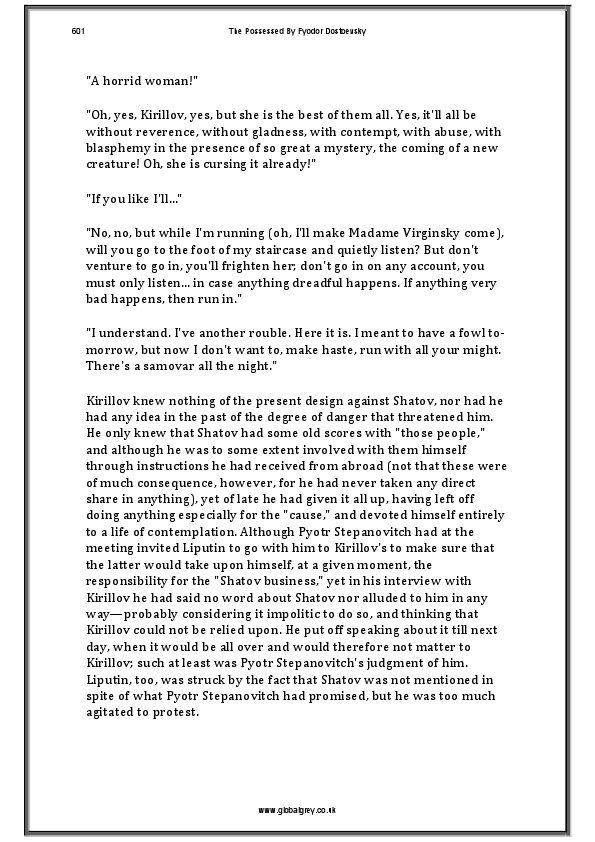 601
The Possessed By Fyodor Dostoevsky
"A horrid woman!"
"Oh, yes, Kirillov, yes, but she is the best of them all. Yes, it'll all be
without reverence, without gladness, with contempt, with abuse, with
blasphemy in the presence of so great a mystery, the coming of a new
creature! Oh, she is cursing it already!"
"If you like I'll..."
"No, no, but while I'm running (oh, I'll make Madame Virginsky come),
will you go to the foot of my staircase and quietly listen? But don't
venture to go in, you'll frighten her; don't go in on any account, you
must only listen... in case anything dreadful happens. If anything very
bad happens, then run in."
"I understand. I've another rouble. Here it is. I meant to have a fowl to-
morrow, but now I don't want to, make haste, run with all your might.
There's a samovar all the night."
Kirillov knew nothing of the present design against Shatov, nor had he
had any idea in the past of the degree of danger that threatened him.
He only knew that Shatov had some old scores with "those people,"
and although he was to some extent involved with them himself
through instructions he had received from abroad (not that these were
of much consequence, however, for he had never taken any direct
share in anything), yet of late he had given it all up, having left off
doing anything especially for the "cause," and devoted himself entirely
to a life of contemplation. Although Pyotr Stepanovitch had at the
meeting invited Liputin to go with him to Kirillov's to make sure that
the latter would take upon himself, at a given moment, the
responsibility for the "Shatov business," yet in his interview with
Kirillov he had said no word about Shatov nor alluded to him in any
way—probably considering it impolitic to do so, and thinking that
Kirillov could not be relied upon. He put off speaking about it till next
day, when it would be all over and would therefore not matter to
Kirillov; such at least was Pyotr Stepanovitch's judgment of him.
Liputin, too, was struck by the fact that Shatov was not mentioned in
spite of what Pyotr Stepanovitch had promised, but he was too much
agitated to protest.
www.globalgrey.co.uk